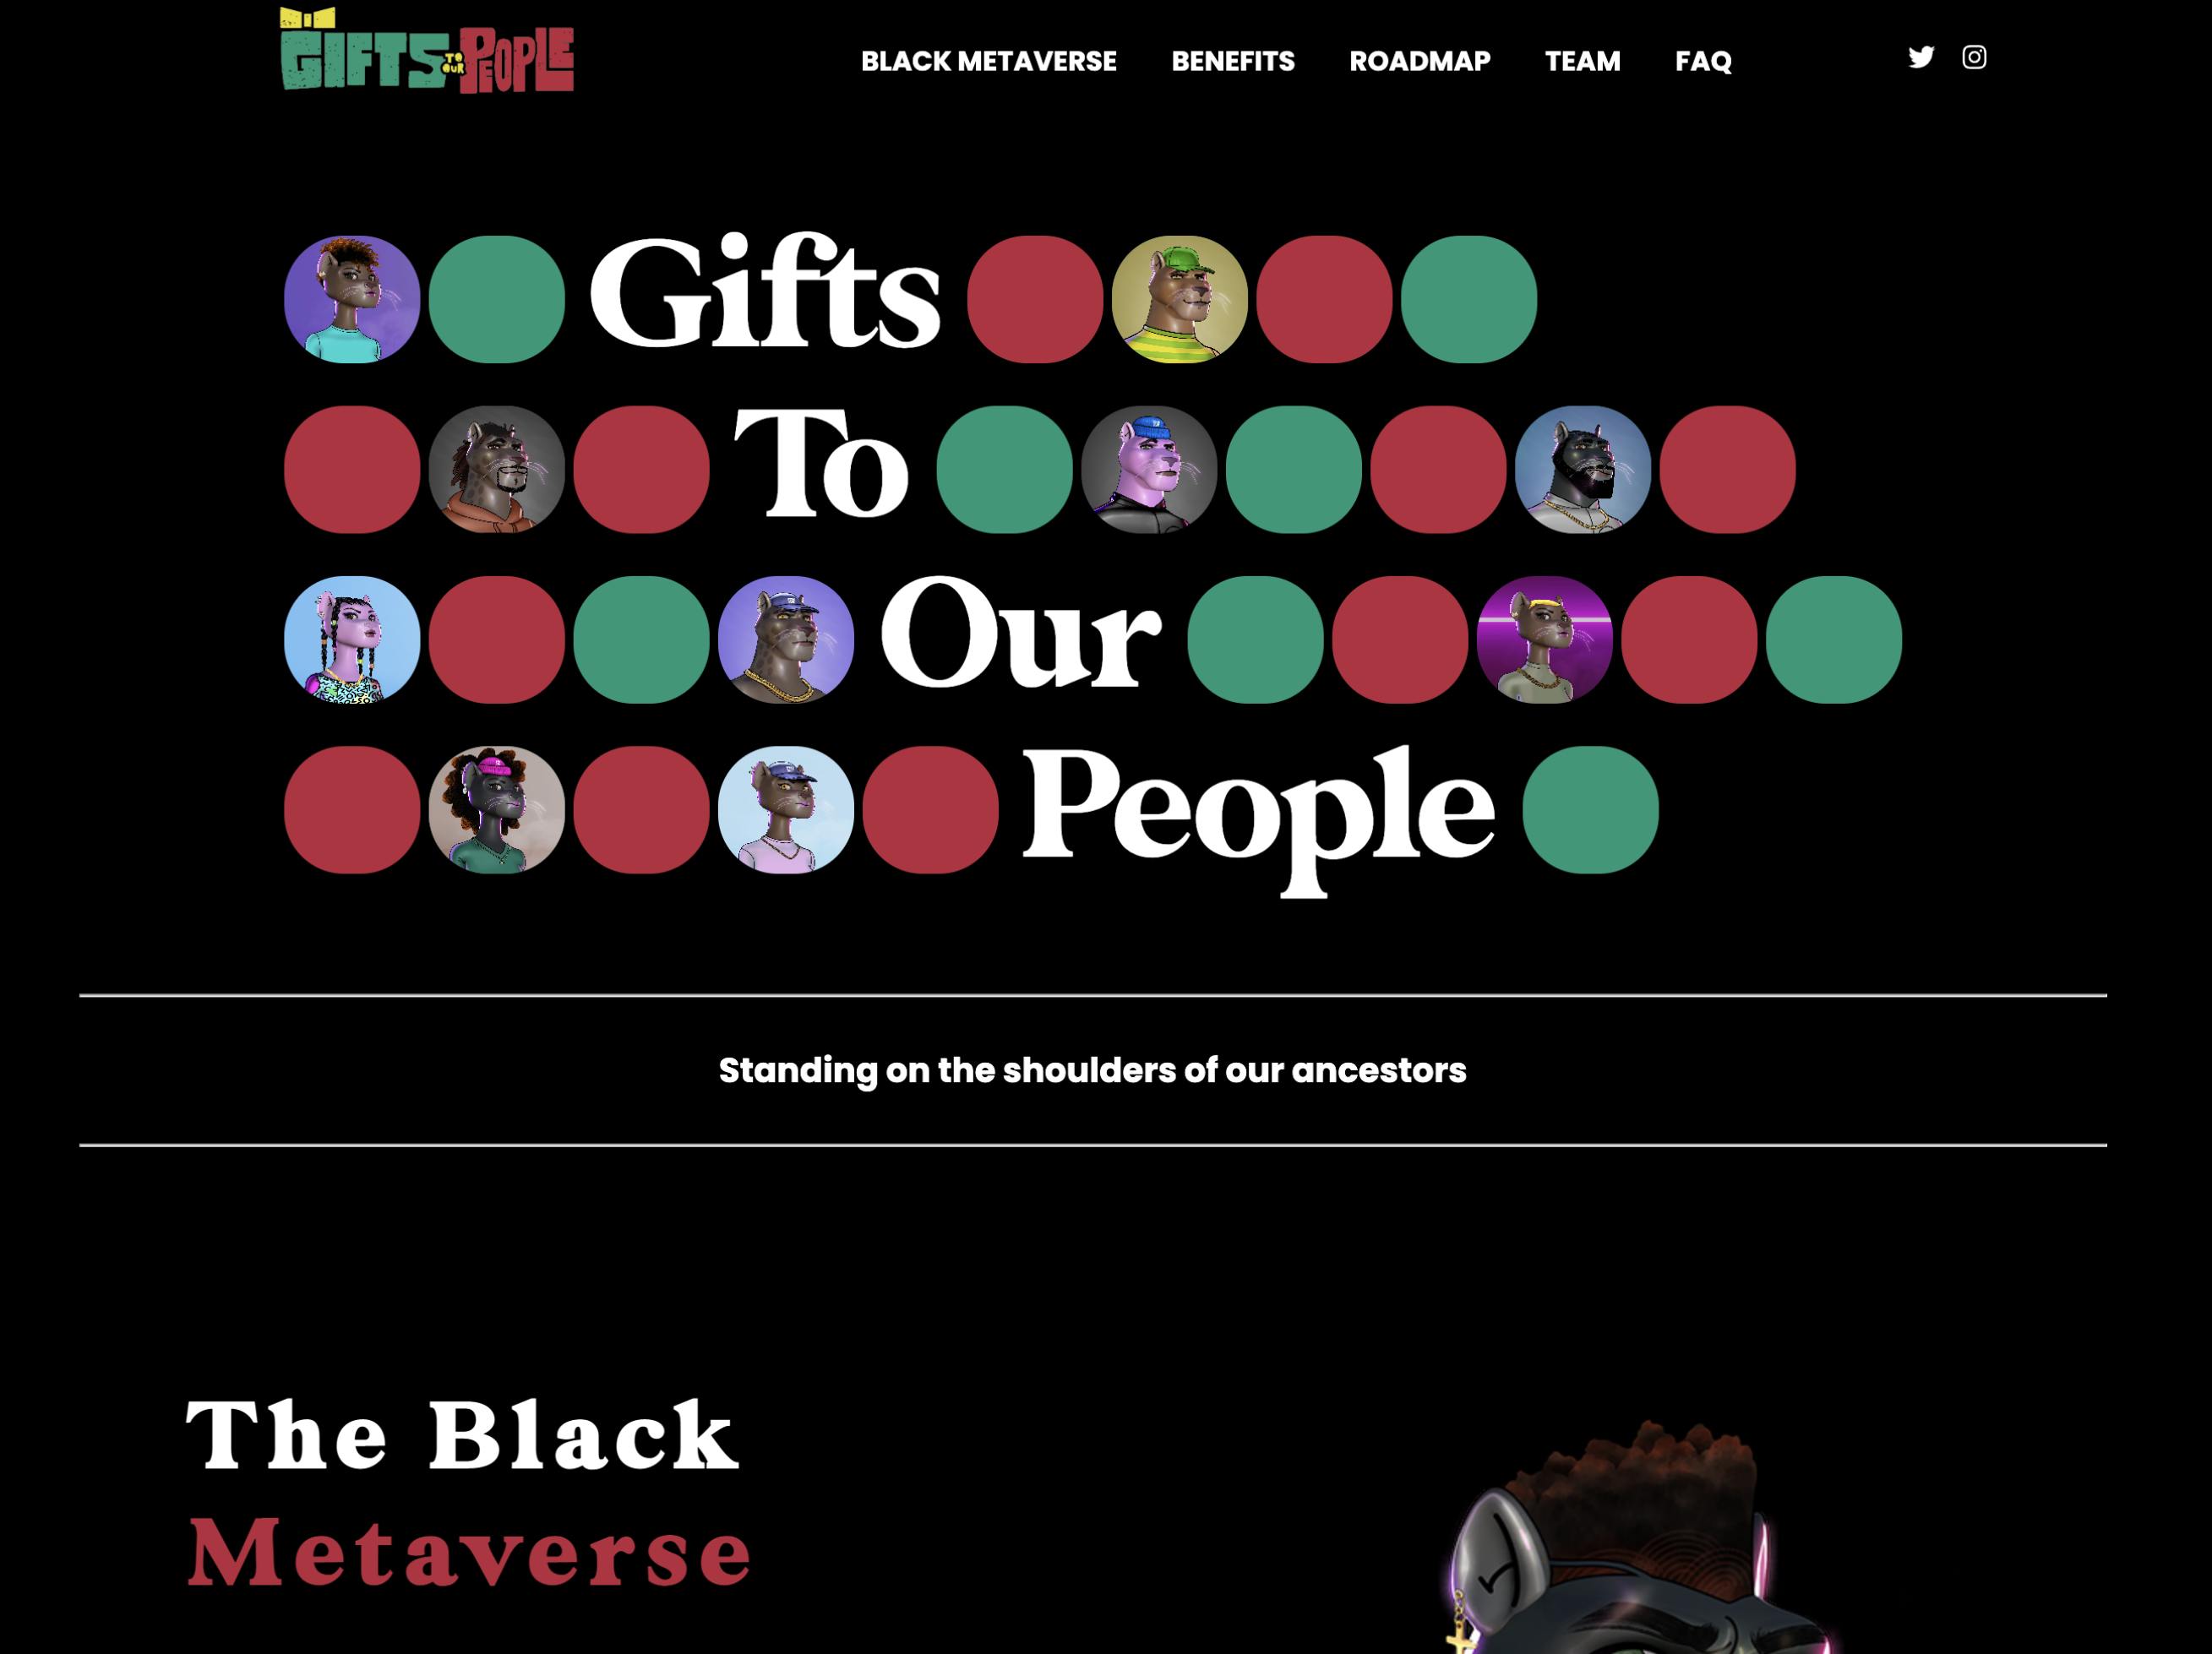 GIFTS TO OUR PEOPLE
BLACK METAVERSE BENEFITS ROADMAP TEAM FAQ
Gifts
To
Our
People
Standing on the shoulders of our ancestors
The Black
Metaverse